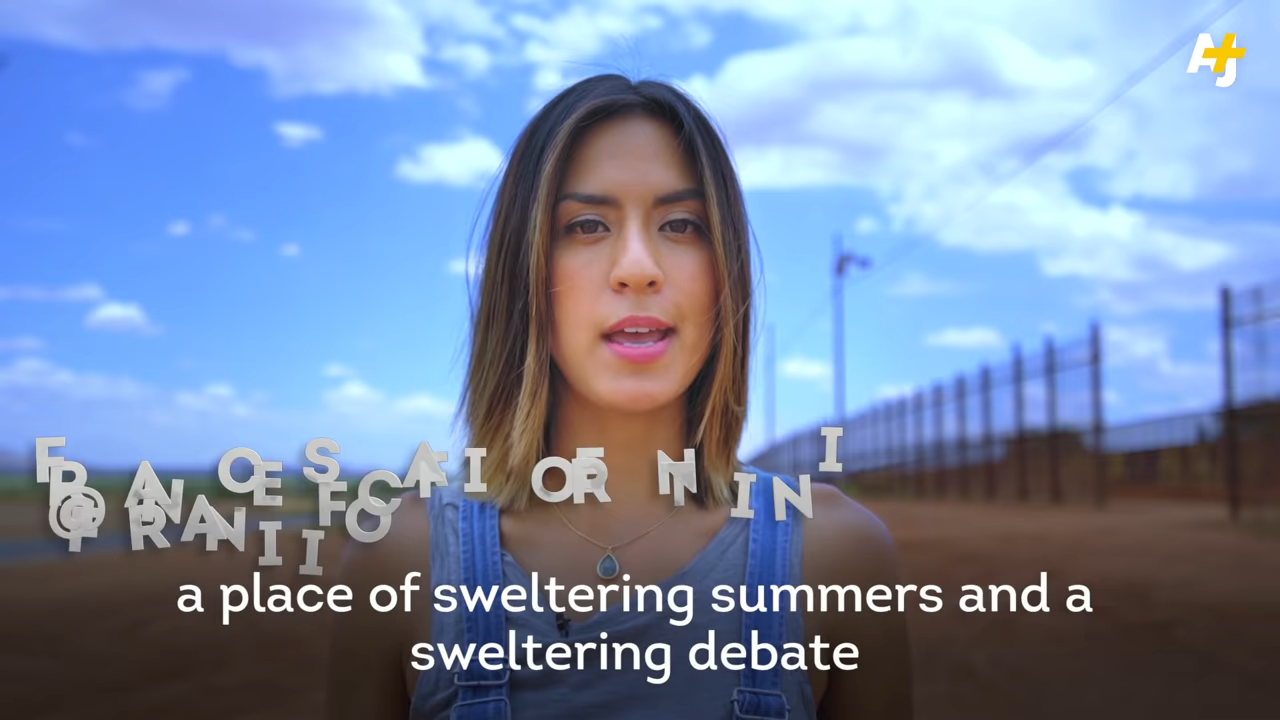 AJ+
a place of sweltering summers and a
sweltering debate